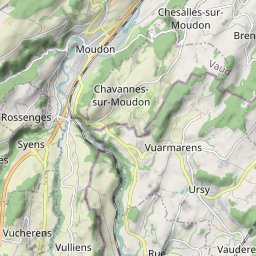 Chesalles-sur-
Moudon
Moudon
Bren
Vaud
Chavannes-
sur-Moudon
Rossenges
Syens
Vuarmarens
Ursy
Vucherens
Vulliens
Rue
Vaudere